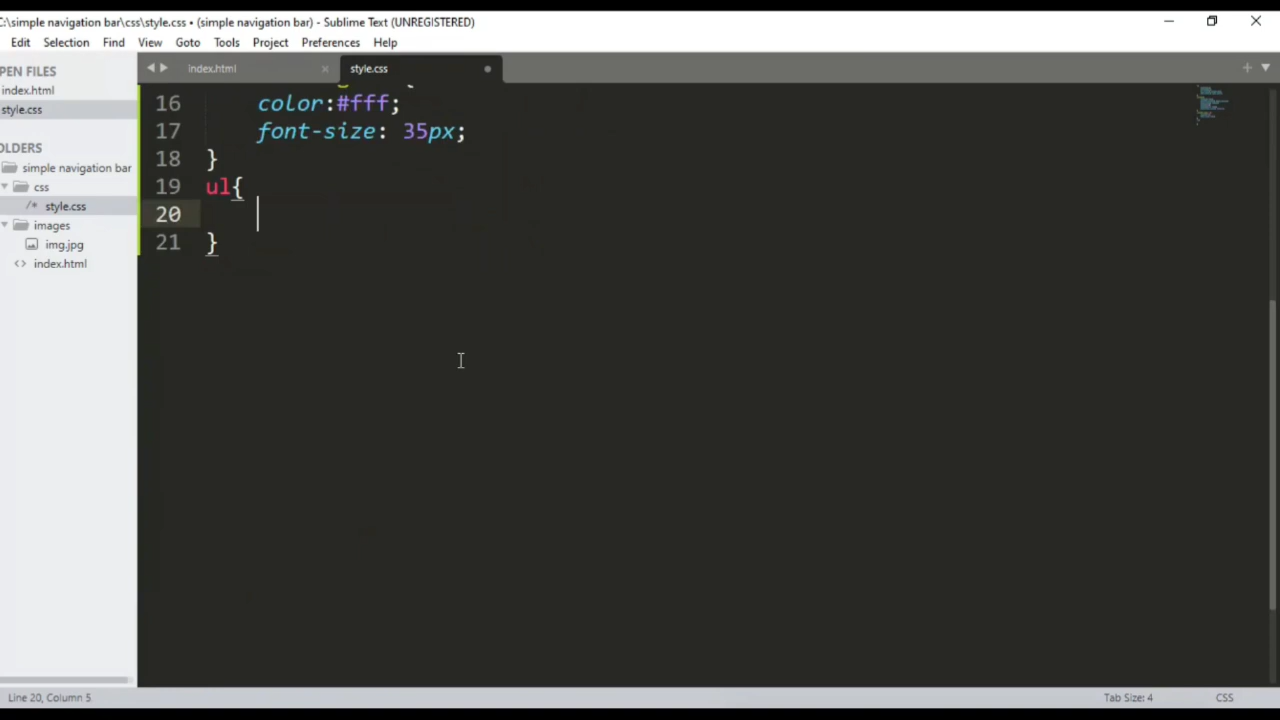 C:\simple navigation bar\css\style.css • (simple navigation bar) - Sublime Text (UNREGISTERED)
Edit Selection Find View Goto Tools Project Preferences Help
PEN FILES
index.html
style.css
OLDERS
simple navigation bar
css
/* style.css
images
img.jpg
<> index.html
index.html
style.css
16 color:#fff;
17 font-size: 35px;
18 }
19 ul{
20
21 }
Line 20, Column 5
Tab Size: 4
CSS